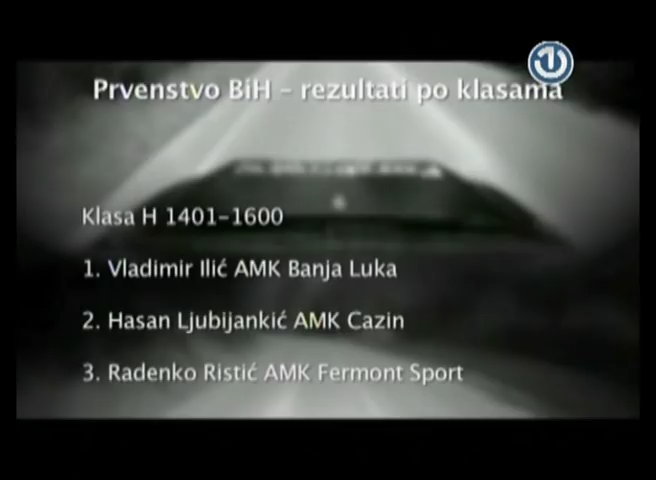 Prvenstvo BiH - rezultati po klasama
Klasa H 1401-1600
1. Vladimir Ilić AMK Banja Luka
2. Hasan Ljubijankić AMK Cazin
3. Radenko Ristić AMK Fermont Sport